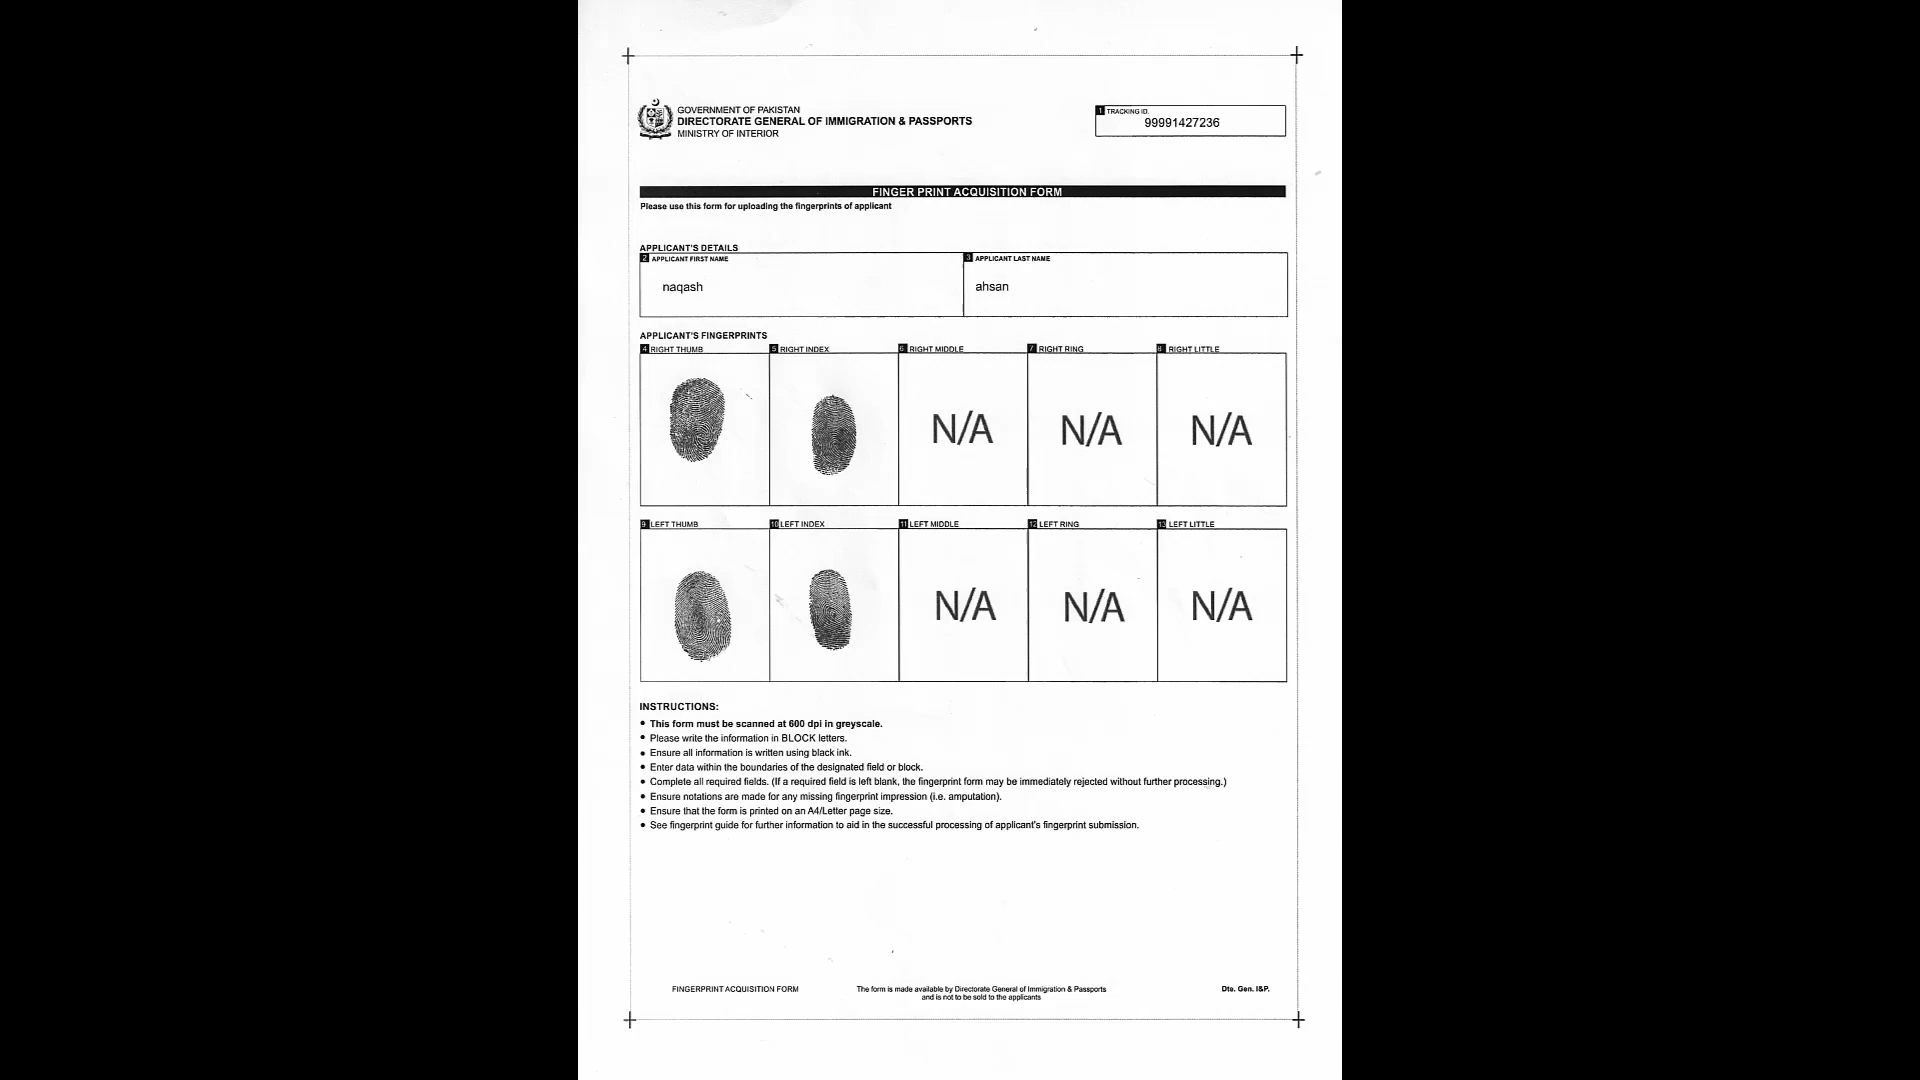 GOVERNMENT OF PAKISTAN
DIRECTORATE GENERAL OF IMMIGRATION & PASSPORTS
MINISTRY OF INTERIOR
1 TRACKING ID.
99991427236
FINGER PRINT ACQUISITION FORM
Please use this form for uploading the fingerprints of applicant
APPLICANT'S DETAILS
2 APPLICANT FIRST NAME
naqash
3 APPLICANT LAST NAME
ahsan
APPLICANT'S FINGERPRINTS
4 RIGHT THUMB 5 RIGHT INDEX 6 RIGHT MIDDLE 7 RIGHT RING 8 RIGHT LITTLE
N/A N/A N/A
9 LEFT THUMB 10 LEFT INDEX 11 LEFT MIDDLE 12 LEFT RING 13 LEFT LITTLE
N/A N/A N/A
INSTRUCTIONS:
• This form must be scanned at 600 dpi in greyscale.
• Please write the information in BLOCK letters.
• Ensure all information is written using black ink.
• Enter data within the boundaries of the designated field or block.
• Complete all required fields. (If a required field is left blank, the fingerprint form may be immediately rejected without further processing.)
• Ensure notations are made for any missing fingerprint impression (i.e. amputation).
• Ensure that the form is printed on an A4/Letter page size.
• See fingerprint guide for further information to aid in the successful processing of applicant's fingerprint submission.
FINGERPRINT ACQUISITION FORM
The form is made available by Directorate General of Immigration & Passports
and is not to be sold to the applicants
Dte. Gen. I&P.